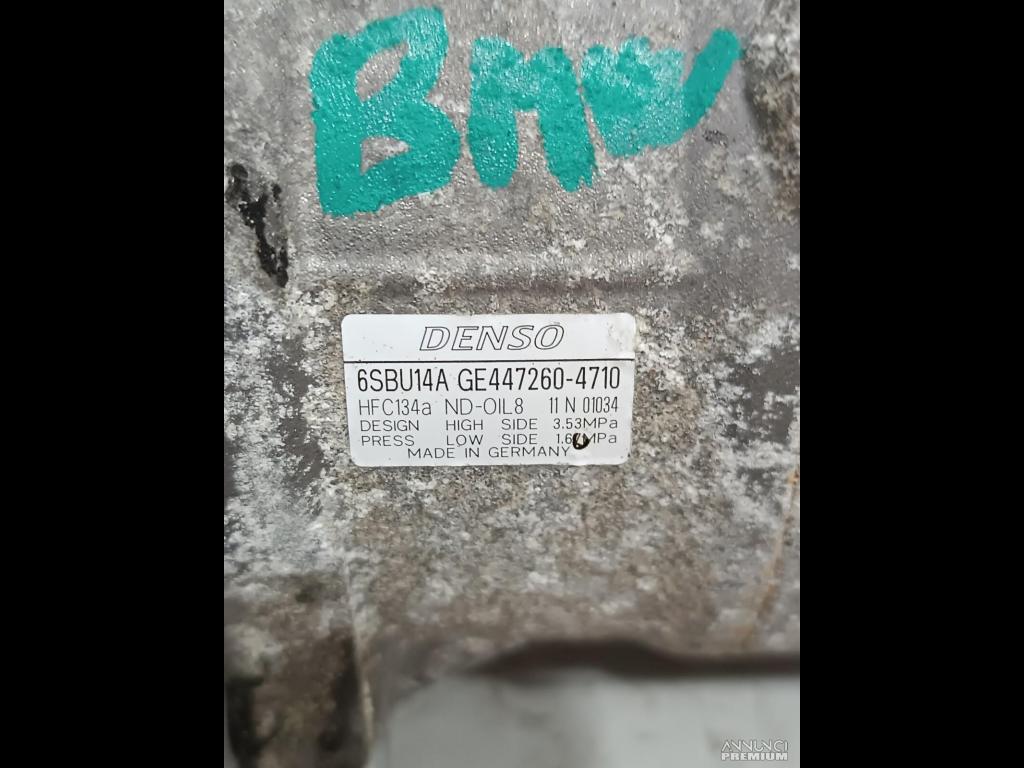 BMW
DENSO
6SBU14A GE447260-4710
HFC134a ND-OIL8 11 N 01034
DESIGN HIGH SIDE 3.53MPa
PRESS LOW SIDE MPa
MADE IN GERMANY
ANNUNCI
PREMIUM